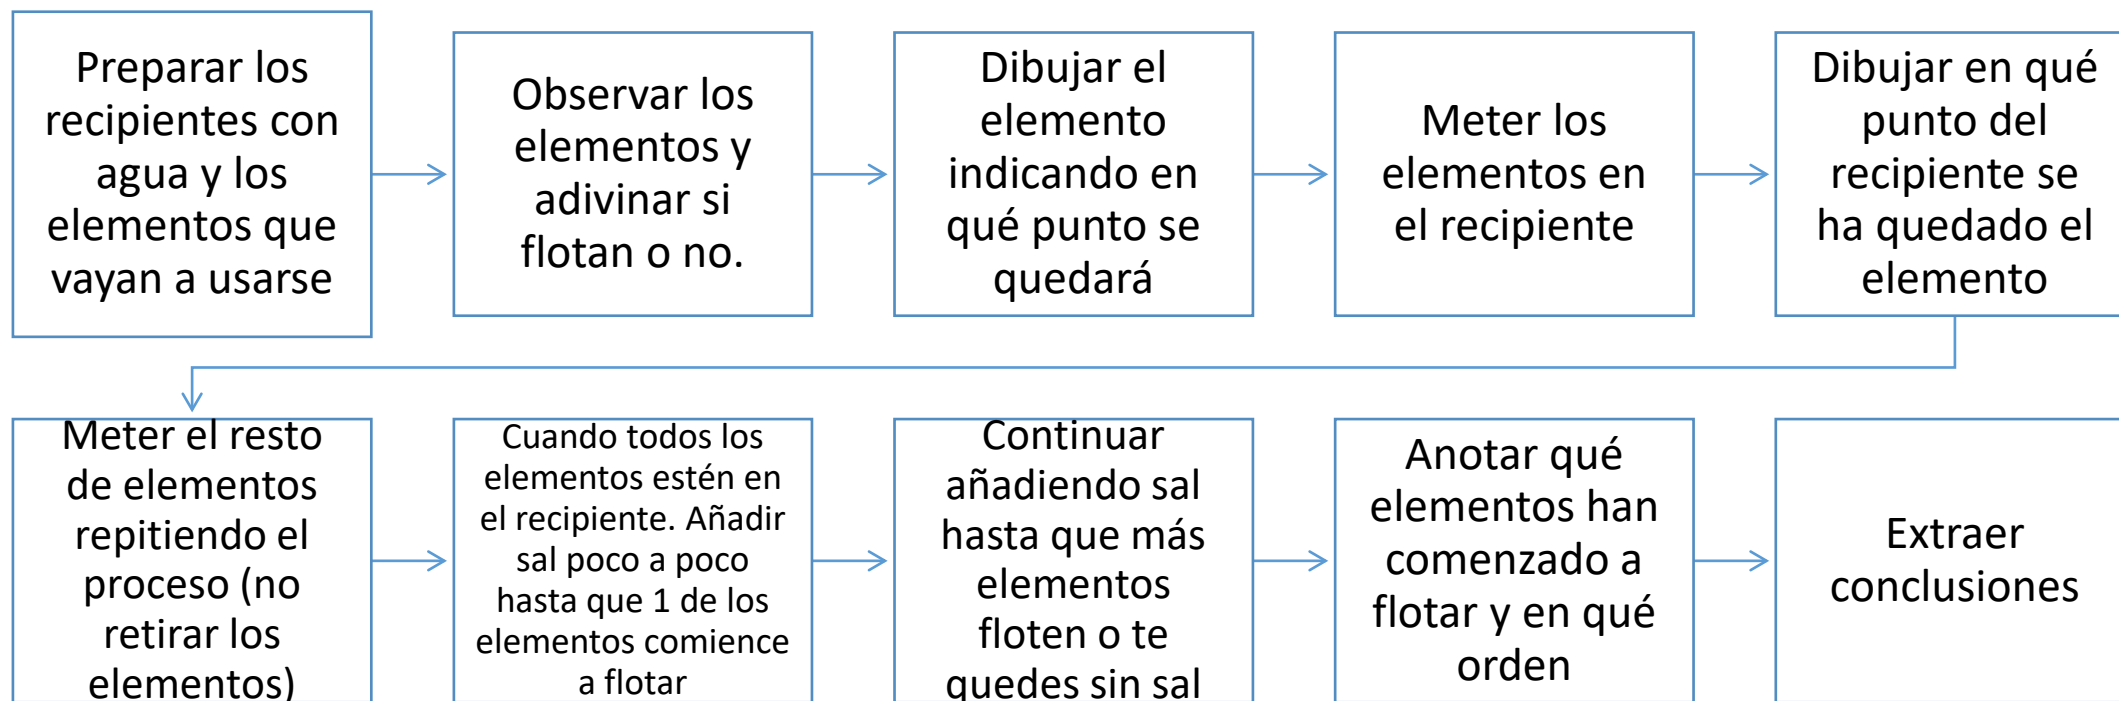 Preparar los
recipientes con
agua y los
elementos que
vayan a usarse
Observar los
elementos y
adivinar si
flotan o no.
Dibujar el
elemento
indicando en
qué punto se
quedará
Meter los
elementos en
el recipiente
Dibujar en qué
punto del
recipiente se
ha quedado el
elemento
Meter el resto
de elementos
repitiendo el
proceso (no
retirar los
elementos)
Cuando todos los
elementos estén en
el recipiente. Añadir
sal poco a poco
hasta que 1 de los
elementos comience
a flotar
Continuar
añadiendo sal
hasta que más
elementos
floten o te
quedes sin sal
Anotar qué
elementos han
comenzado a
flotar y en qué
orden
Extraer
conclusiones